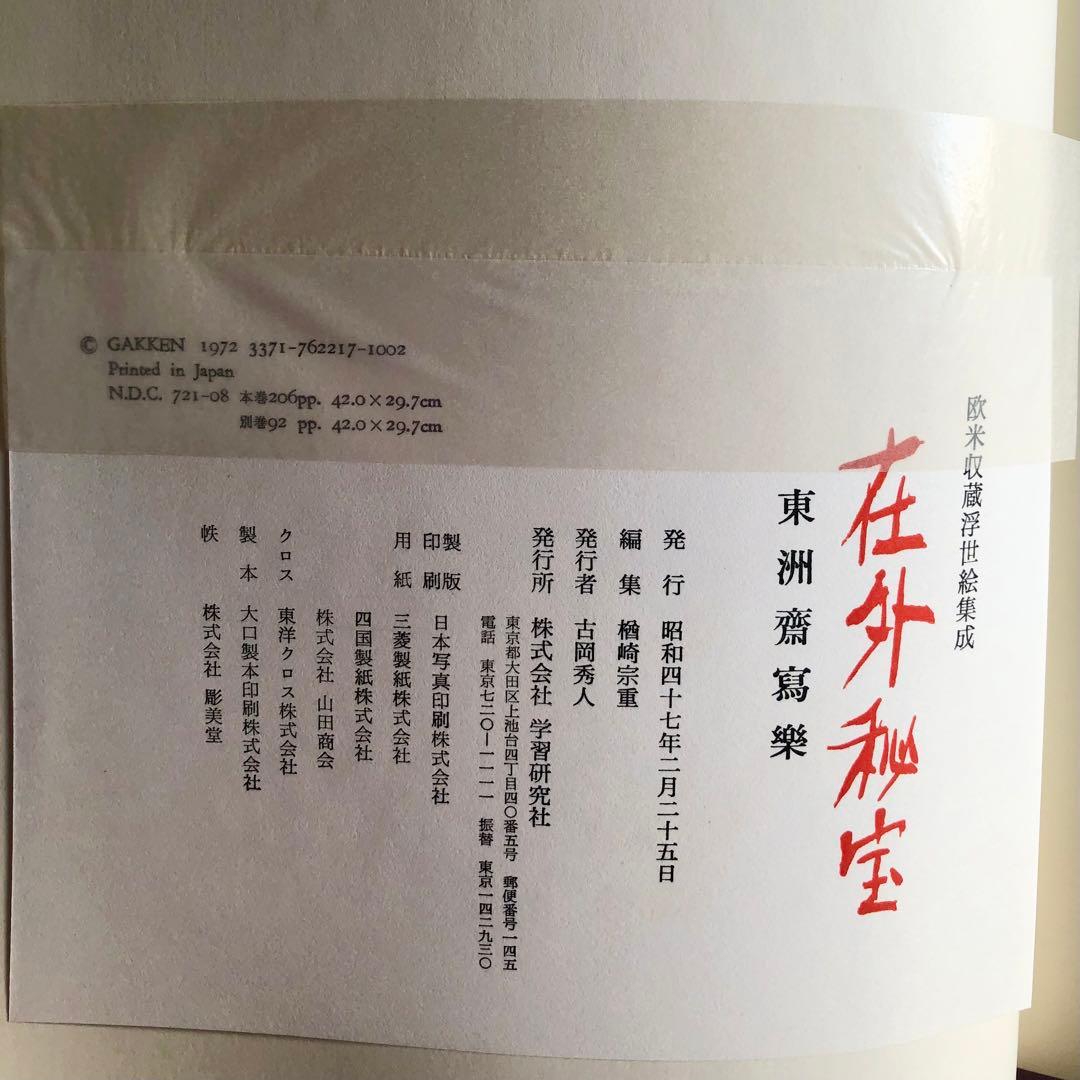 欧米収蔵浮世絵集成
在外秘宝
東洲齋寫樂
発行 昭和四十七年二月二十五日
編集 楢崎宗重
発行者 古岡秀人
発行所 株式会社 学習研究社
東京都大田区上池台四丁目四〇番五号 郵便番号一四五
電話 東京七二〇—一一一一 振替 東京一四二九三〇
製版
印刷 日本写真印刷株式会社
用紙 三菱製紙株式会社
四国製紙株式会社
株式会社 山田商会
クロス 東洋クロス株式会社
製本 大口製本印刷株式会社
帙 株式会社 彫美堂
© GAKKEN 1972 3371-762217-1002
Printed in Japan
N.D.C. 721-08 本巻206pp. 42.0×29.7cm
別巻92 pp. 42.0×29.7cm